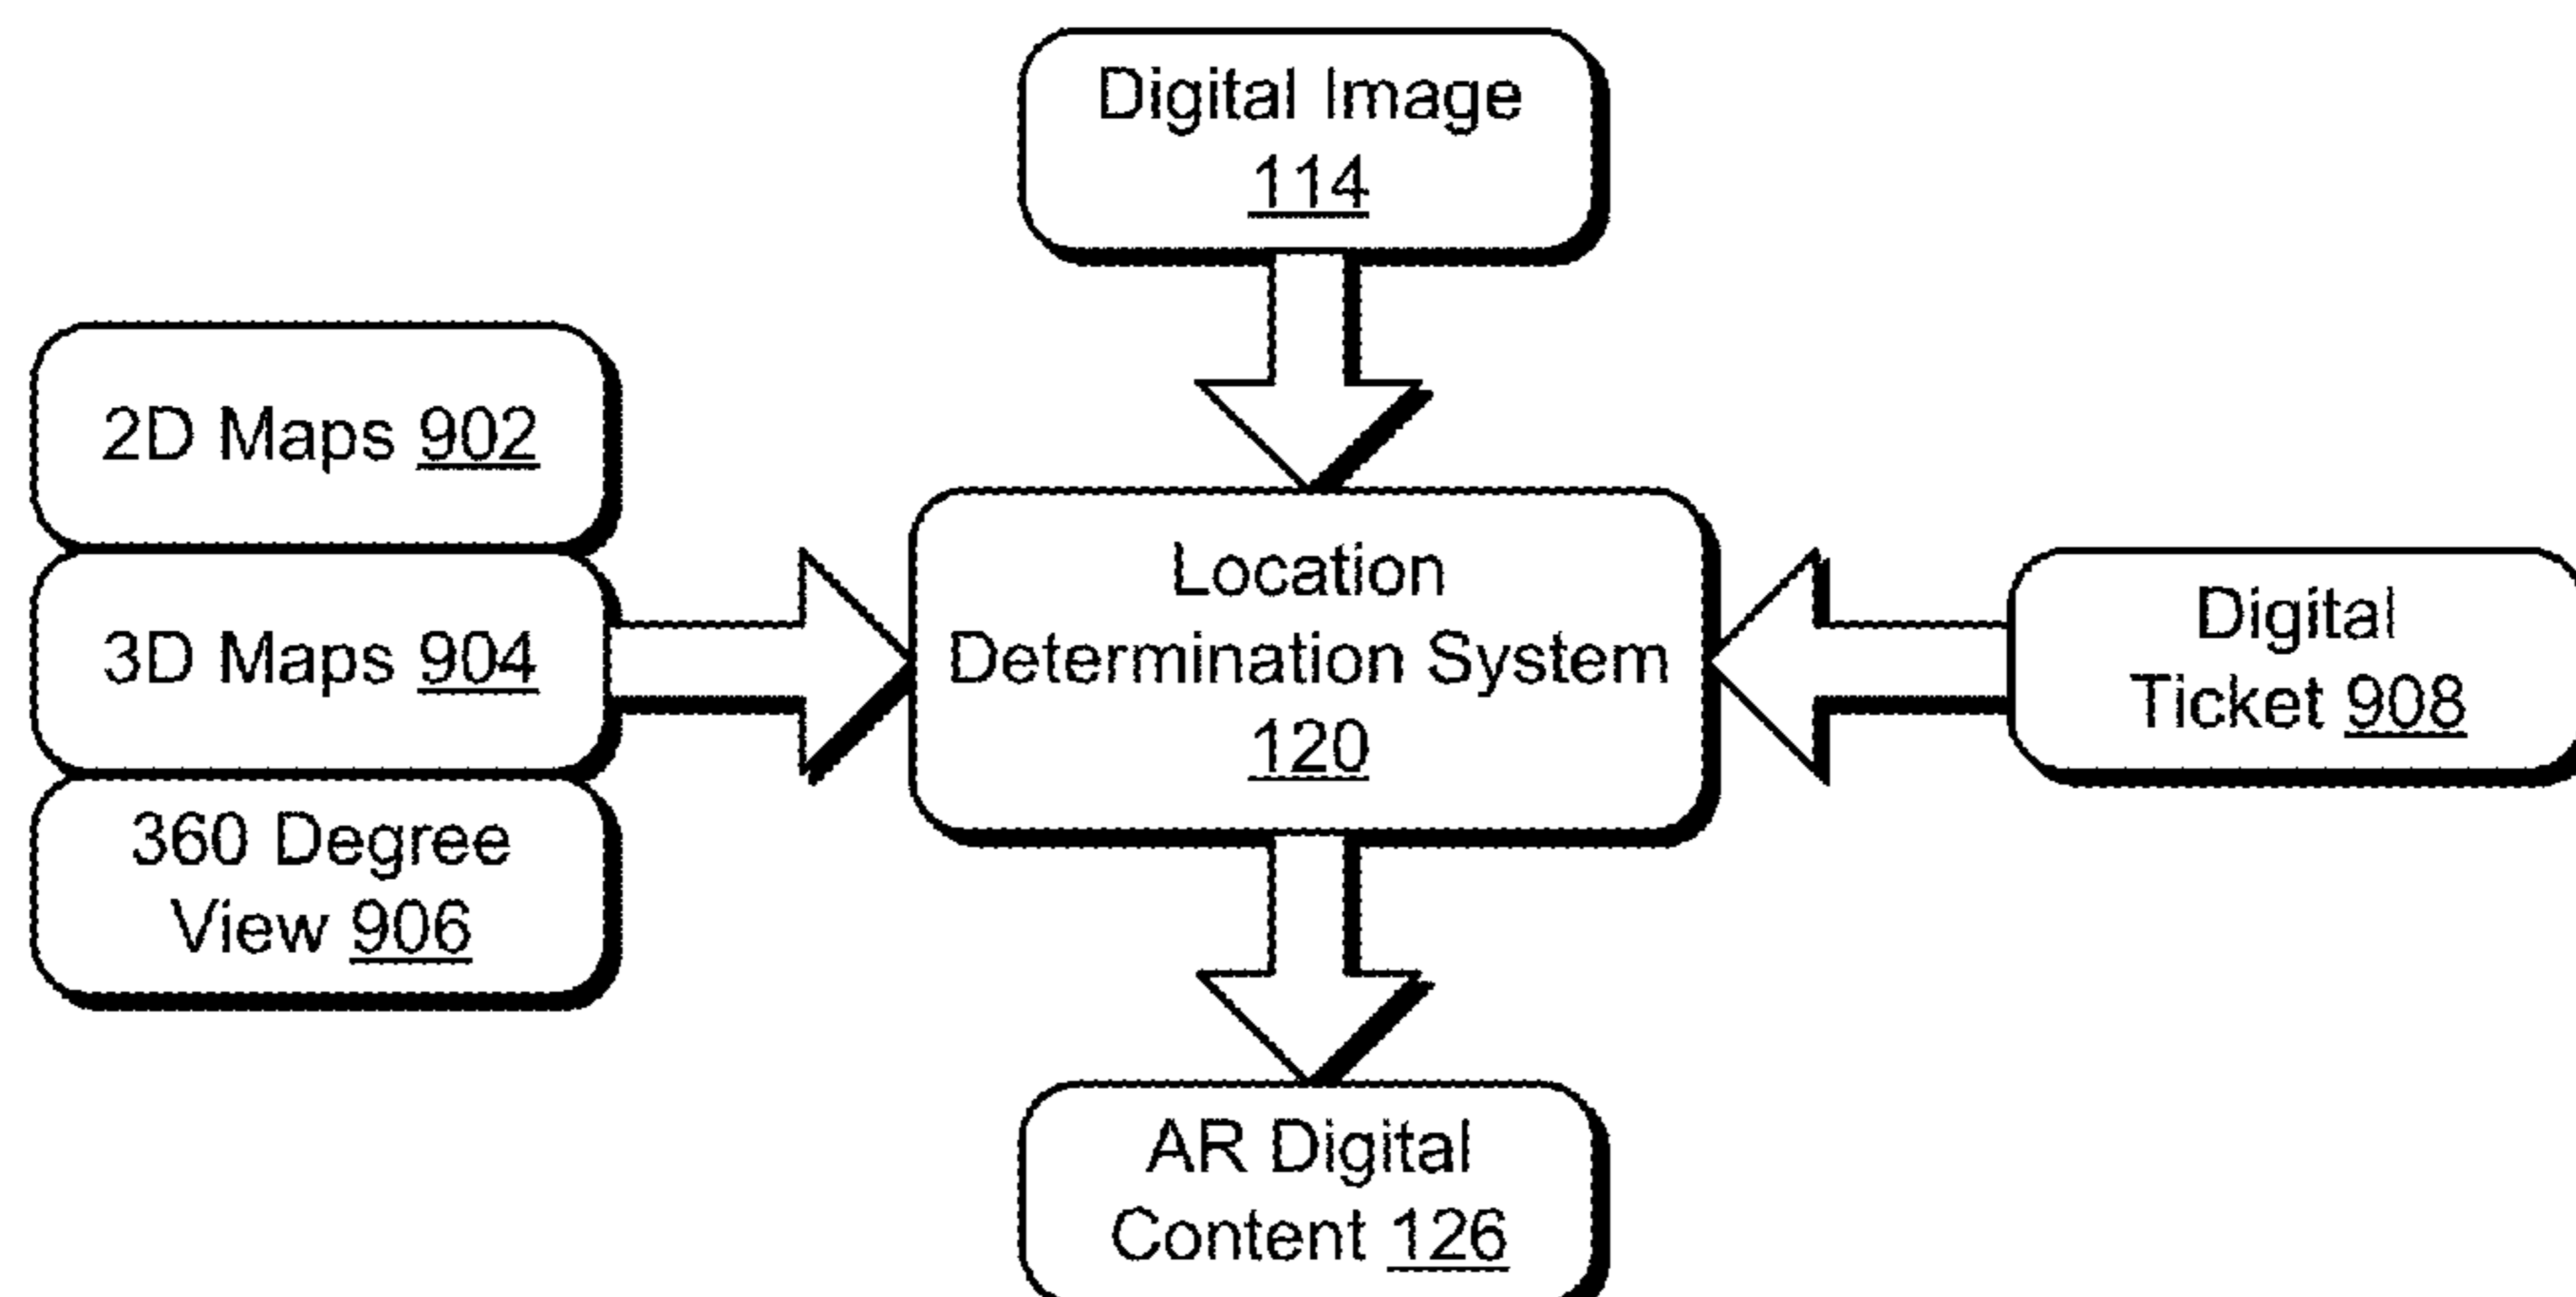 Digital Image
114
2D Maps 902
3D Maps 904
360 Degree
View 906
Location
Determination System
120
Digital
Ticket 908
AR Digital
Content 126